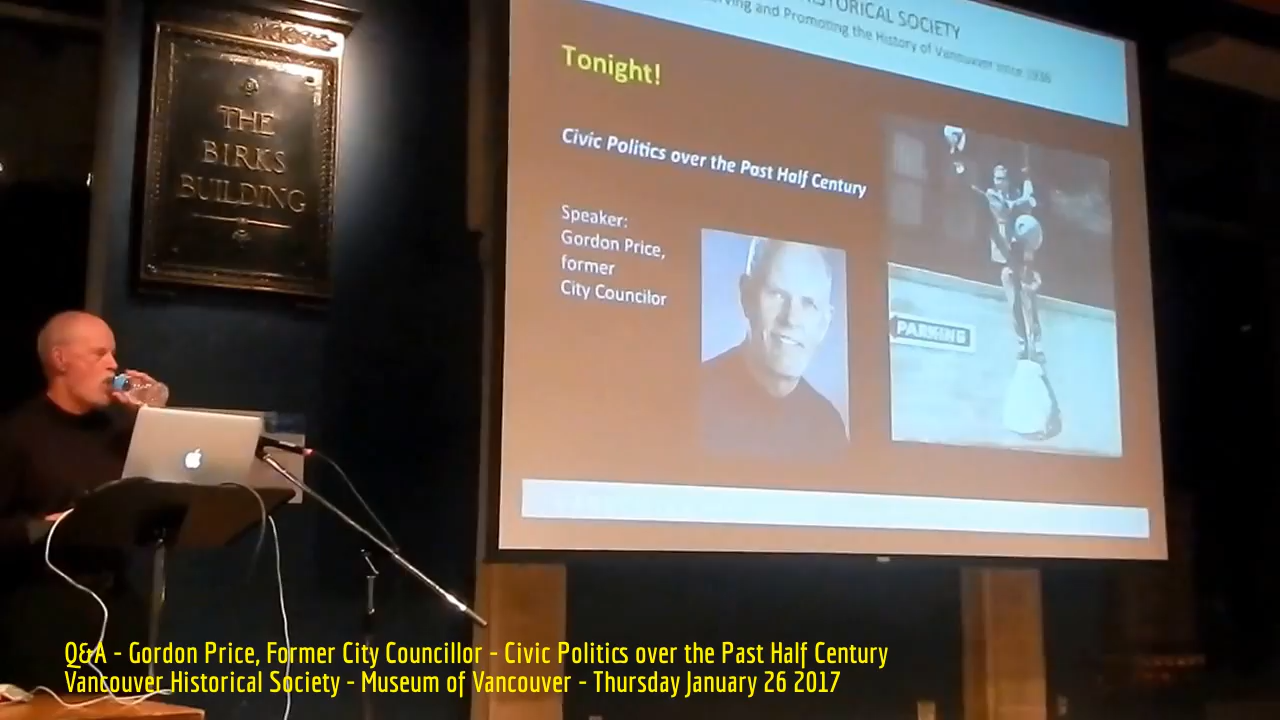 THE
BIRKS
BUILDING
HISTORICAL SOCIETY
and Promoting the History of Vancouver since 1936
Tonight!
Civic Politics over the Past Half Century
Speaker:
Gordon Price,
former
City Councilor
PARKING
Q&A - Gordon Price, Former City Councillor - Civic Politics over the Past Half Century
Vancouver Historical Society - Museum of Vancouver - Thursday January 26 2017